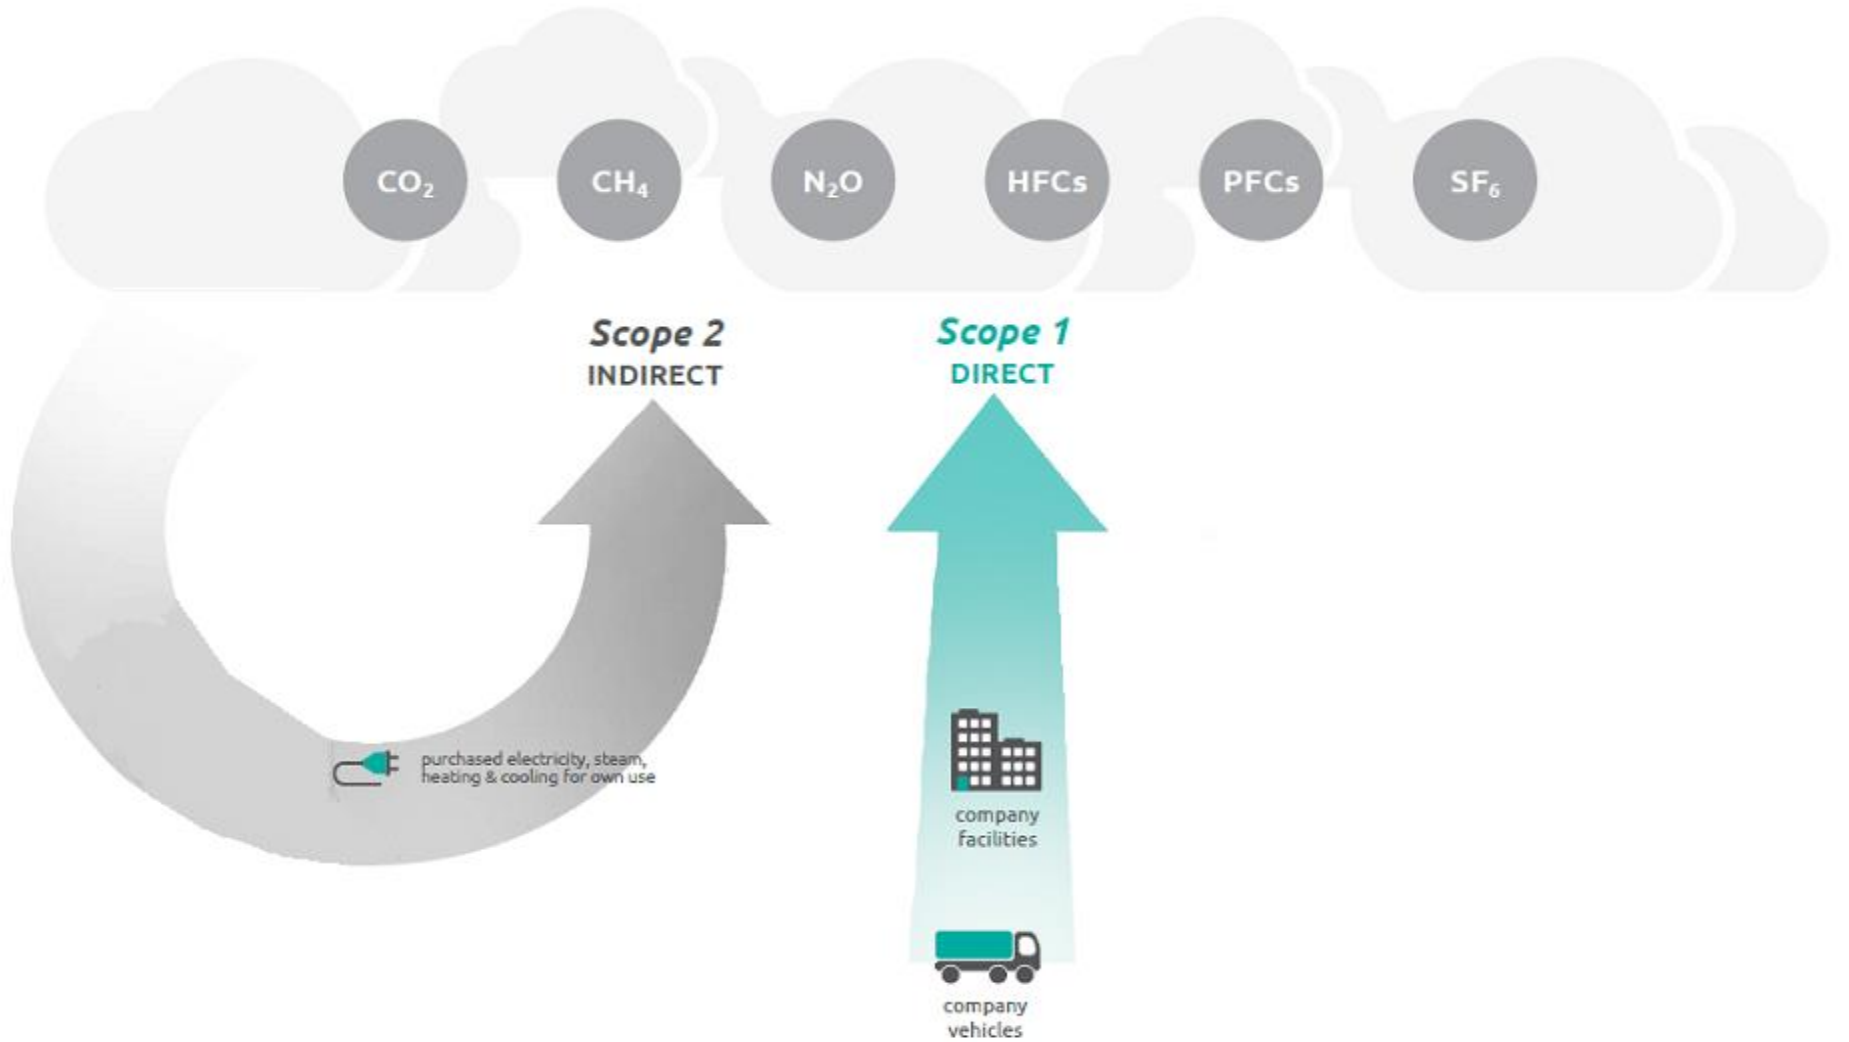 CO₂ CH₄ N₂O HFCs PFCs SF₆
Scope 2
INDIRECT
Scope 1
DIRECT
purchased electricity, steam,
heating & cooling for own use
company
facilities
company
vehicles